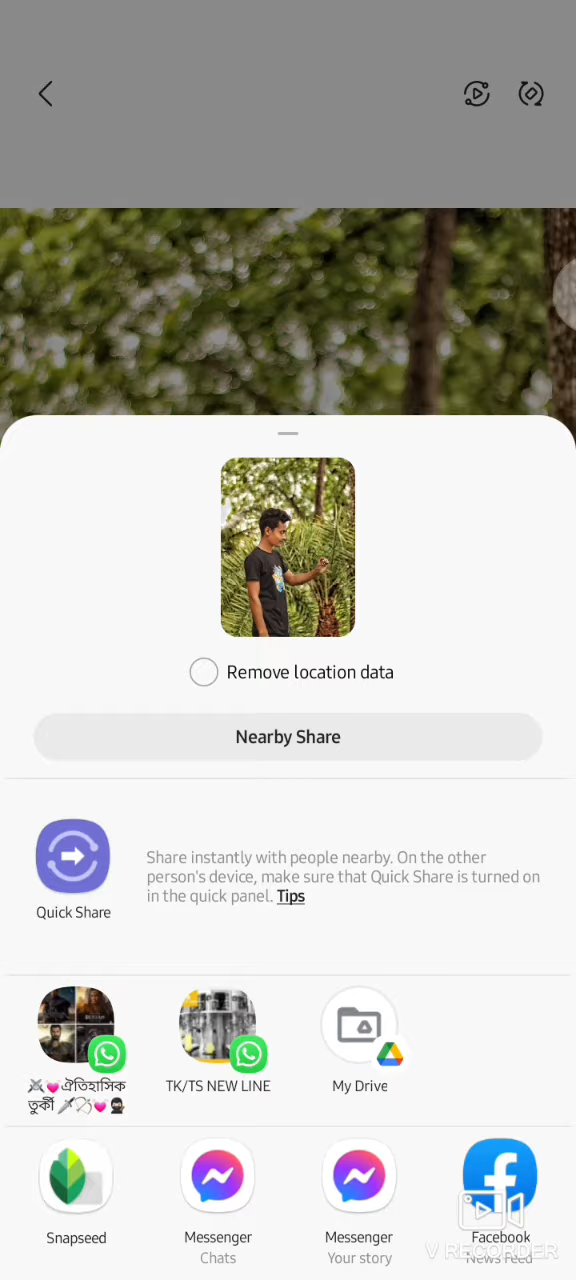 Remove location data
Nearby Share
Share instantly with people nearby. On the other
person's device, make sure that Quick Share is turned on
in the quick panel. Tips
Quick Share
⚔️💓ঐতিহাসিক
তুর্কী 🗡️🏹💓🥷
TK/TS NEW LINE
My Drive
Snapseed
Messenger
Chats
Messenger
Your story
Facebook
News Feed
V RECORDER